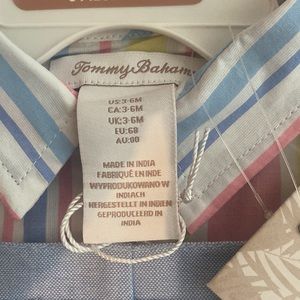 Tommy Bahama
US:3-6M
CA:3-6M
UK:3-6M
EU:68
AU:00
MADE IN INDIA
FABRIQUÉ EN INDE
WYPRODUKOWANO W
INDIACH
HERGESTELLT IN INDIEN
GEPRODUCEERD IN
INDIA